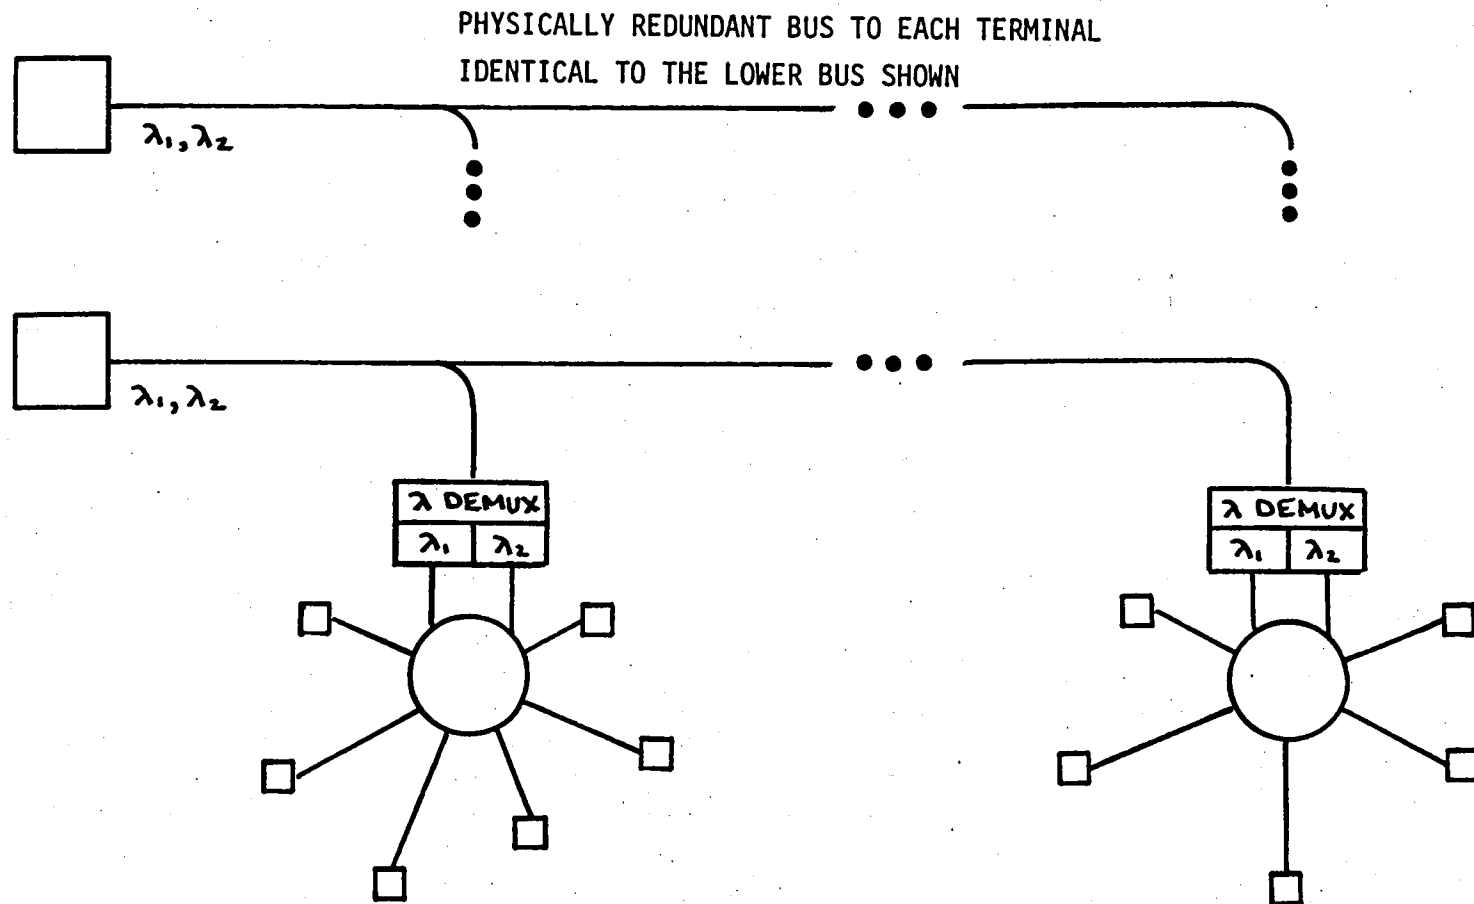 PHYSICALLY REDUNDANT BUS TO EACH TERMINAL
IDENTICAL TO THE LOWER BUS SHOWN
λ₁, λ₂
λ₁, λ₂
λ DEMUX
λ₁ λ₂
λ DEMUX
λ₁ λ₂